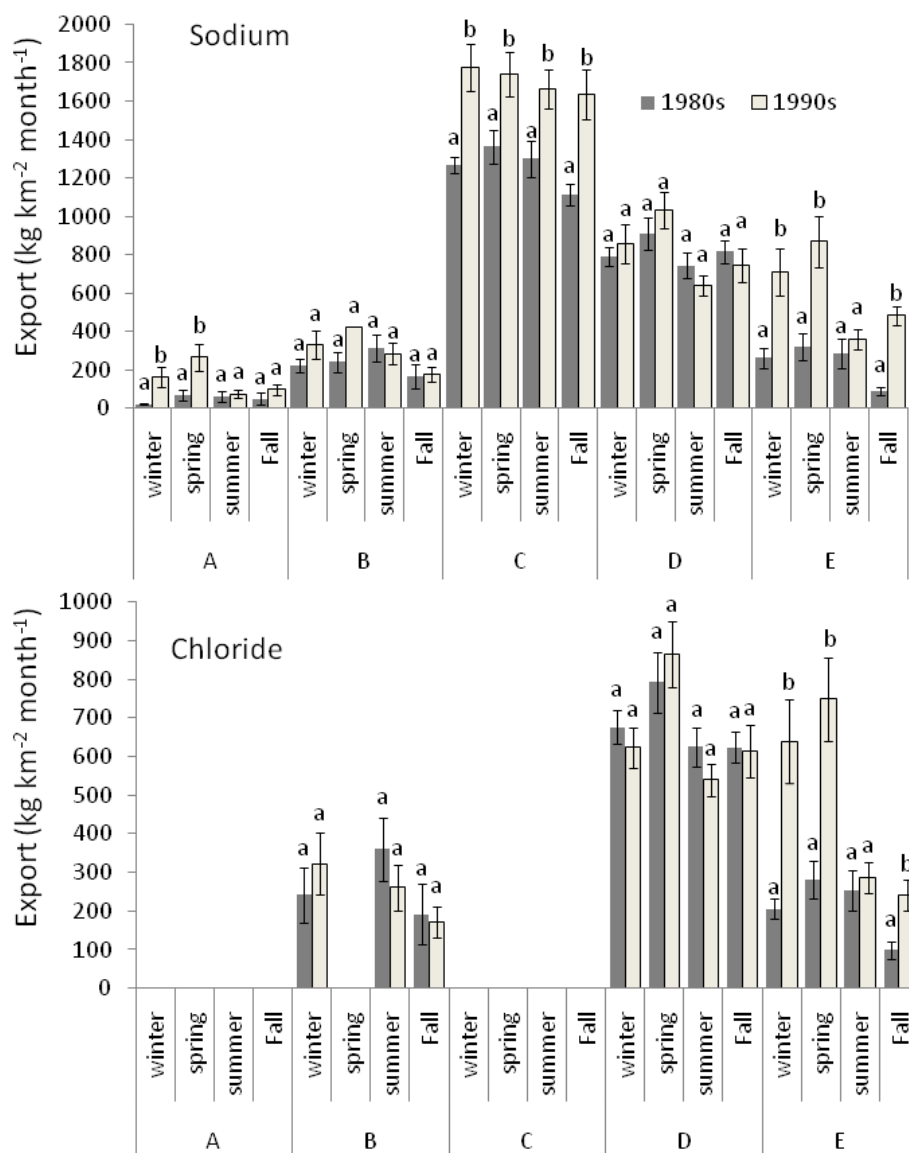 Sodium
Export (kg km⁻² month⁻¹)
2000
1800
1600
1400
1200
1000
800
600
400
200
0
1980s 1990s
a b a b a a a a a a a a a a a a a b a b a b a b a a a a a a a a a b a b a a a b
winter spring summer Fall winter spring summer Fall winter spring summer Fall winter spring summer Fall winter spring summer Fall
A B C D E
Chloride
Export (kg km⁻² month⁻¹)
1000
900
800
700
600
500
400
300
200
100
0
a a a a a a a a a a a a a a a b a b a a a b
winter spring summer Fall winter spring summer Fall winter spring summer Fall winter spring summer Fall winter spring summer Fall
A B C D E